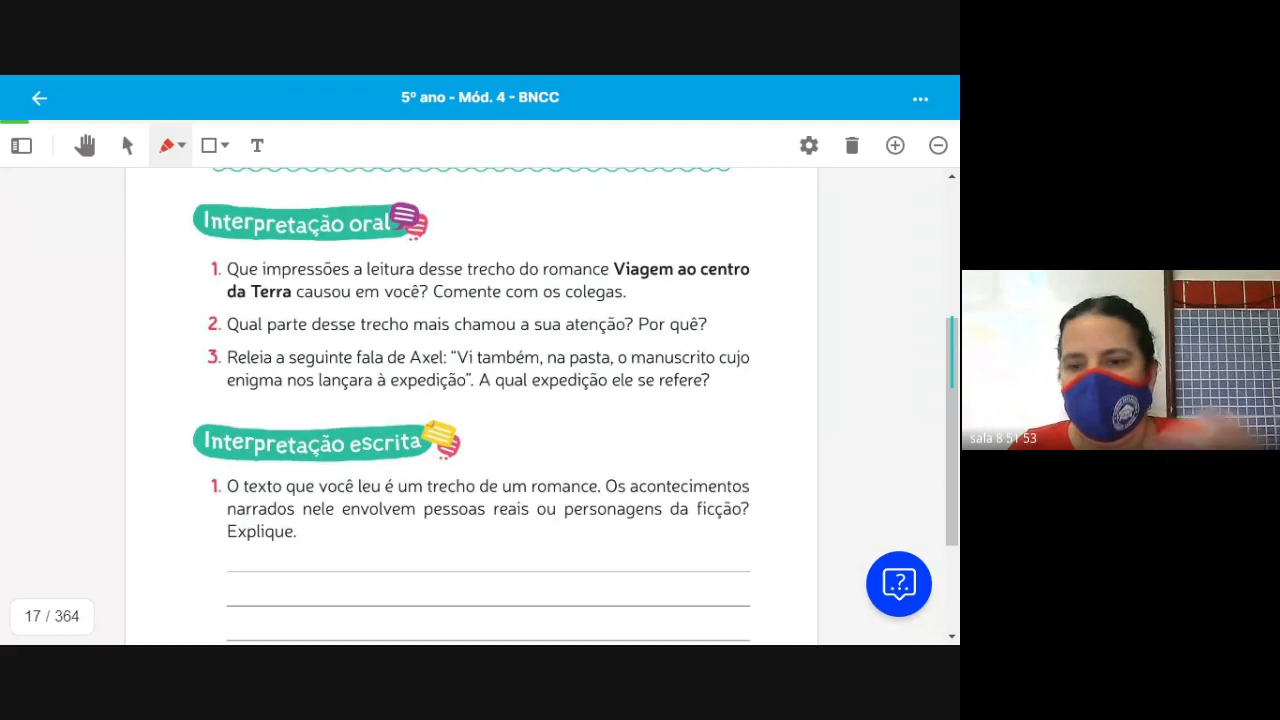 5º ano - Mód. 4 - BNCC
T
Interpretação oral
1. Que impressões a leitura desse trecho do romance Viagem ao centro
da Terra causou em você? Comente com os colegas.
2. Qual parte desse trecho mais chamou a sua atenção? Por quê?
3. Releia a seguinte fala de Axel: “Vi também, na pasta, o manuscrito cujo
enigma nos lançara à expedição”. A qual expedição ele se refere?
Interpretação escrita
1. O texto que você leu é um trecho de um romance. Os acontecimentos
narrados nele envolvem pessoas reais ou personagens da ficção?
Explique.
17 / 364
sala 8 51 53